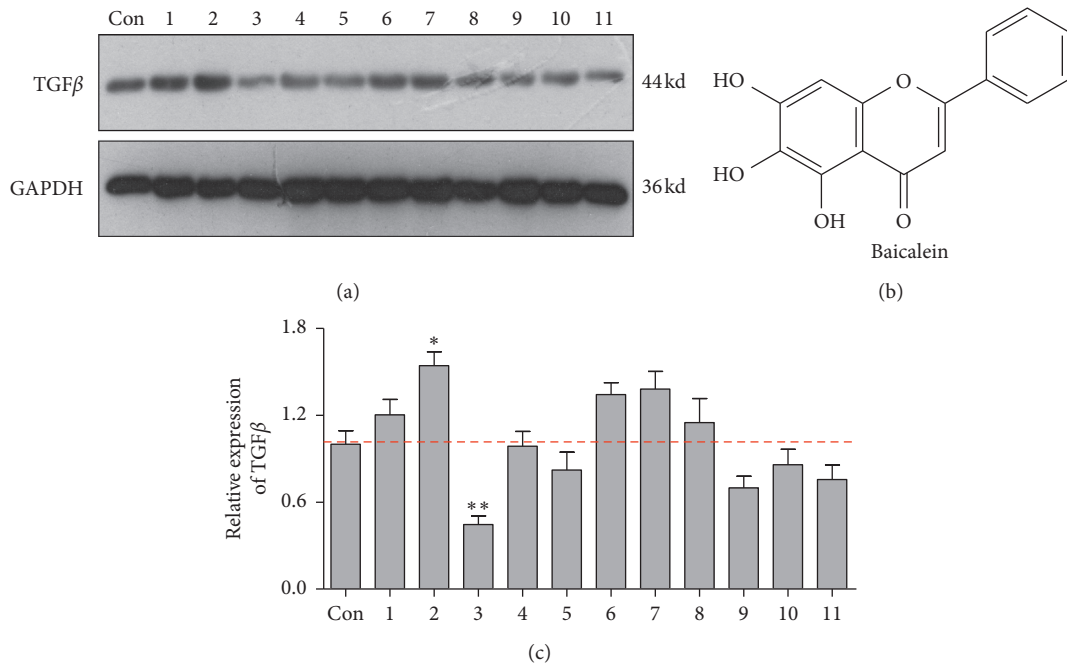 Con 1 2 3 4 5 6 7 8 9 10 11
TGFβ
44 kd
GAPDH
36 kd
(a)
O
HO
HO
OH
O
Baicalein
(b)
Relative expression
of TGFβ
1.8
1.2
0.6
0.0
*
**
Con 1 2 3 4 5 6 7 8 9 10 11
(c)